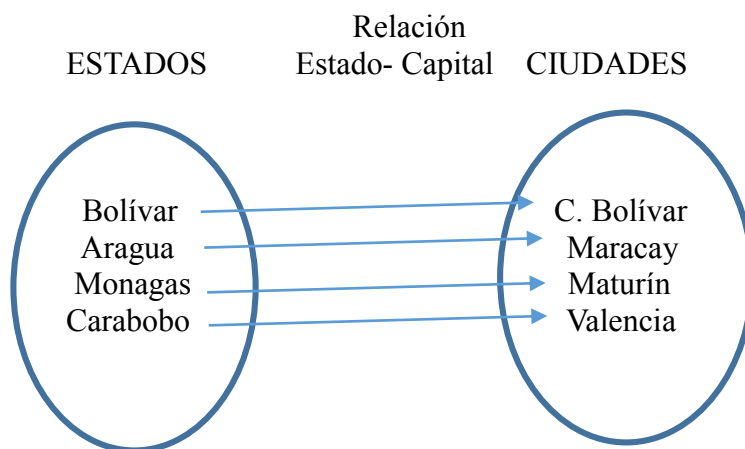 Relación
ESTADOS Estado- Capital CIUDADES
Bolívar C. Bolívar
Aragua Maracay
Monagas Maturín
Carabobo Valencia